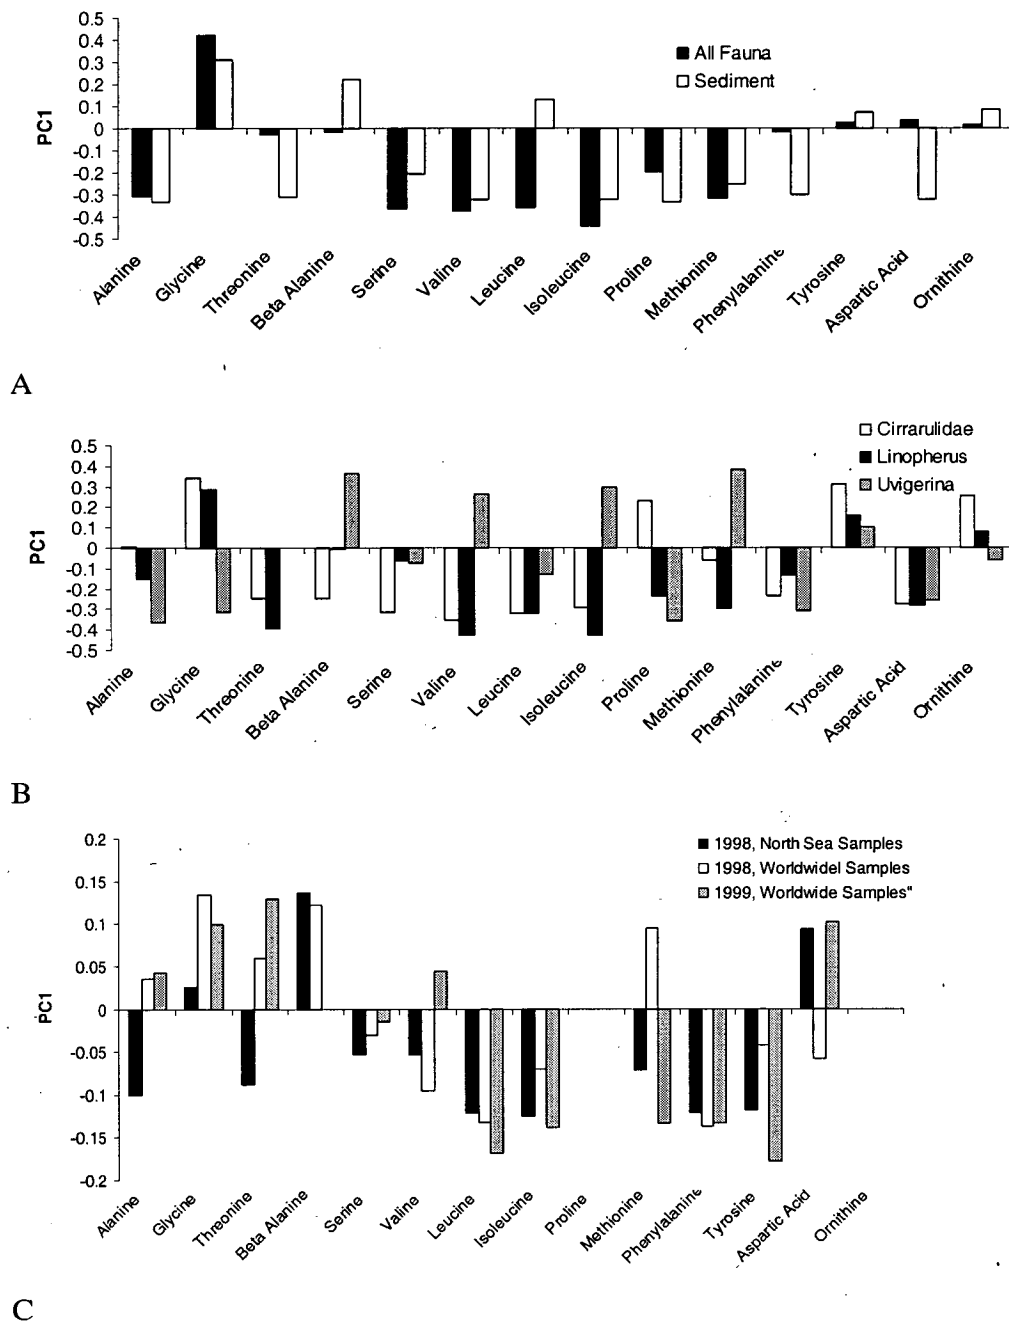 0.5
0.4
0.3
0.2
0.1
0
-0.1
-0.2
-0.3
-0.4
-0.5
PC1
All Fauna
Sediment
Alanine
Glycine
Threonine
Beta Alanine
Serine
Valine
Leucine
Isoleucine
Proline
Methionine
Phenylalanine
Tyrosine
Aspartic Acid
Ornithine
A
0.5
0.4
0.3
0.2
0.1
0
-0.1
-0.2
-0.3
-0.4
-0.5
PC1
Cirrarulidae
Linopherus
Uvigerina
Alanine
Glycine
Threonine
Beta Alanine
Serine
Valine
Leucine
Isoleucine
Proline
Methionine
Phenylalanine
Tyrosine
Aspartic Acid
Ornithine
B
0.2
0.15
0.1
0.05
0
-0.05
-0.1
-0.15
-0.2
PC1
1998, North Sea Samples
1998, Worldwidel Samples
1999, Worldwide Samples"
Alanine
Glycine
Threonine
Beta Alanine
Serine
Valine
Leucine
Isoleucine
Proline
Methionine
Phenylalanine
Tyrosine
Aspartic Acid
Ornithine
C